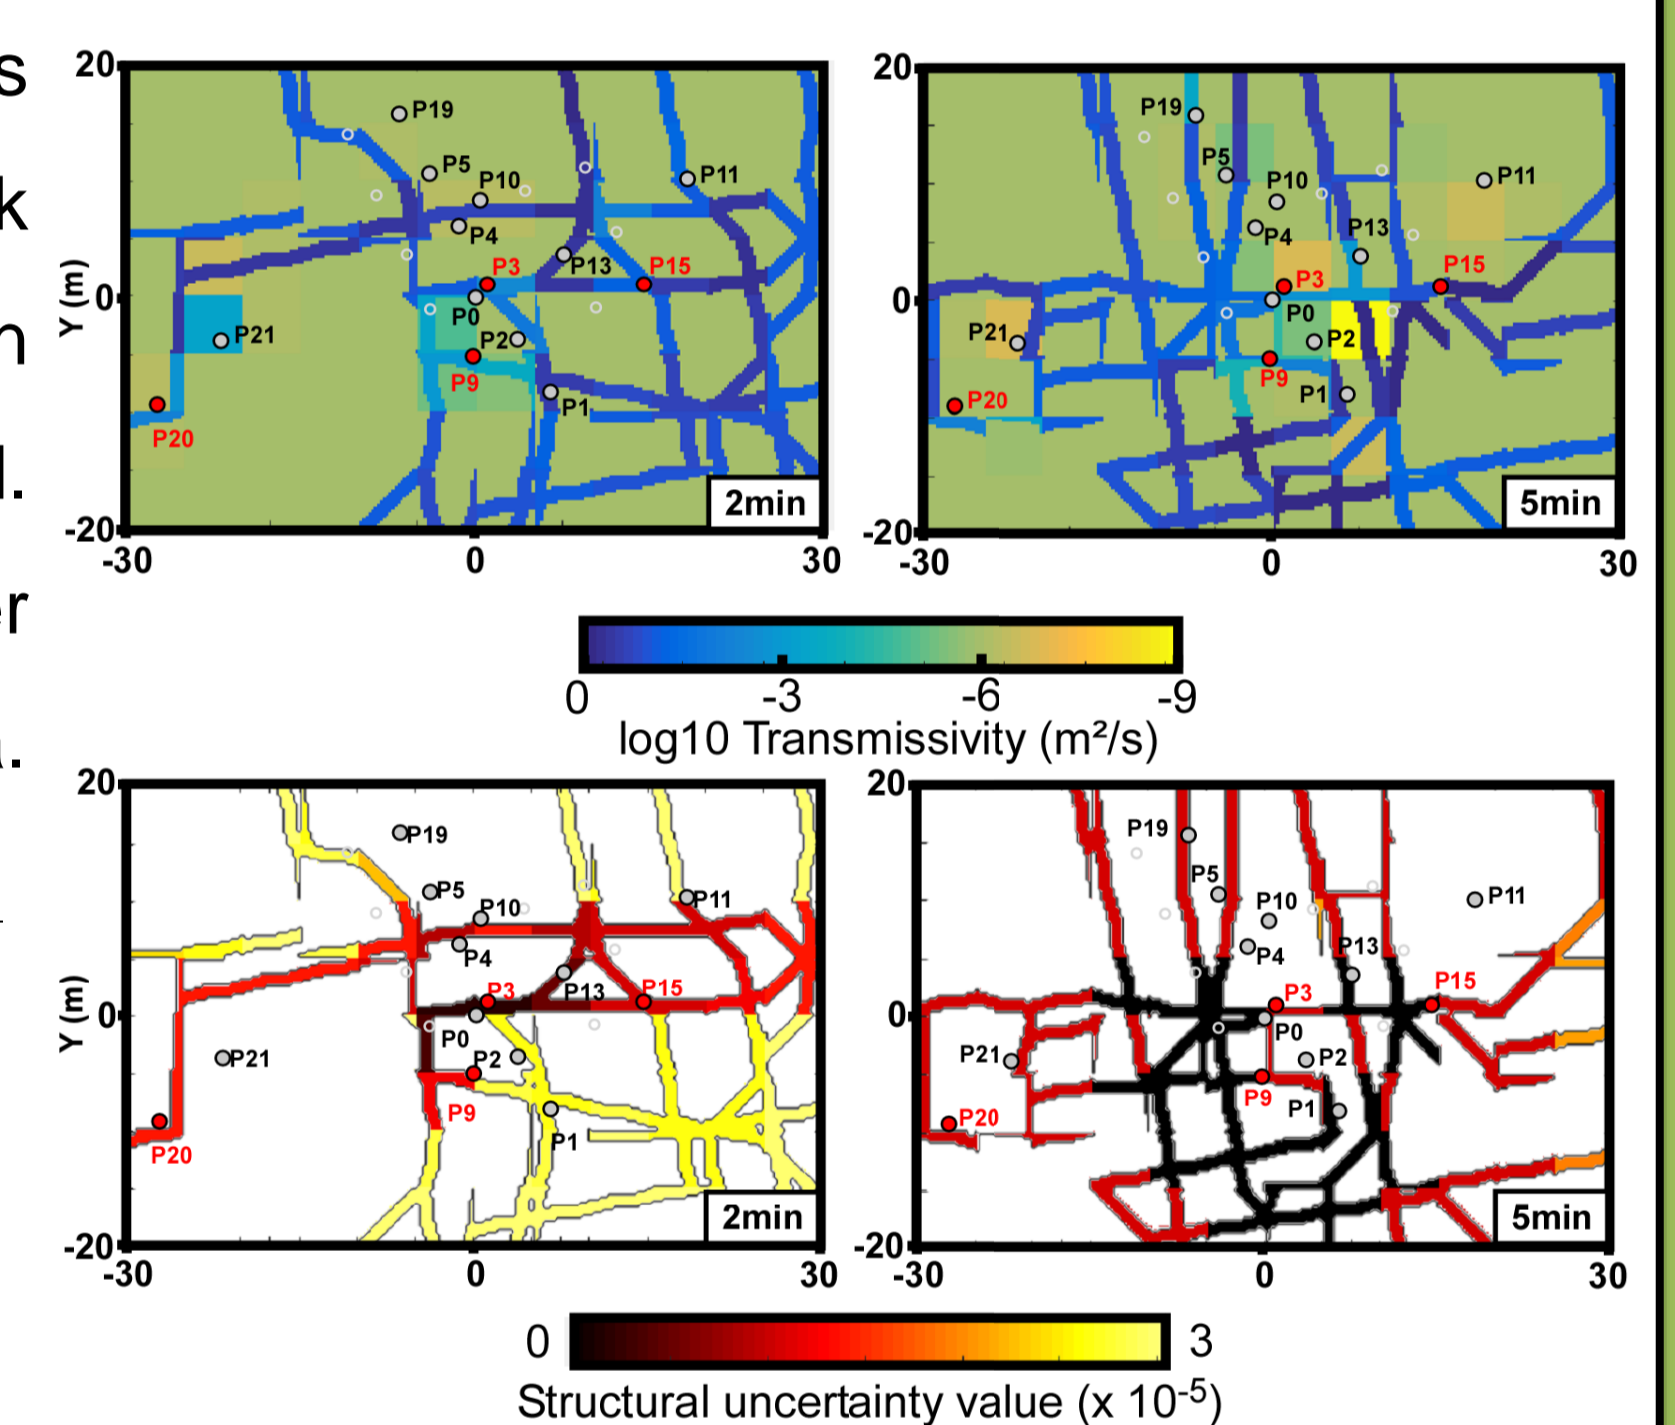 s
k
n
l.
er
a.
20
0
-20
Y (m)
P19
P5
P10
P11
P4
P3
P13
P15
P0
P21
P2
P9
P1
P20
2min
-30
0
30
20
0
-20
P19
P5
P10
P11
P4
P13
P3
P15
P0
P21
P2
P9
P1
P20
5min
-30
0
30
0
-3
-6
-9
log10 Transmissivity (m²/s)
20
0
-20
Y (m)
P19
P5
P10
P11
P4
P3
P13
P15
P0
P21
P2
P9
P1
P20
2min
-30
0
30
20
0
-20
P19
P5
P10
P11
P4
P13
P3
P15
P0
P21
P2
P9
P1
P20
5min
-30
0
30
0
3
Structural uncertainty value (x 10⁻⁵)